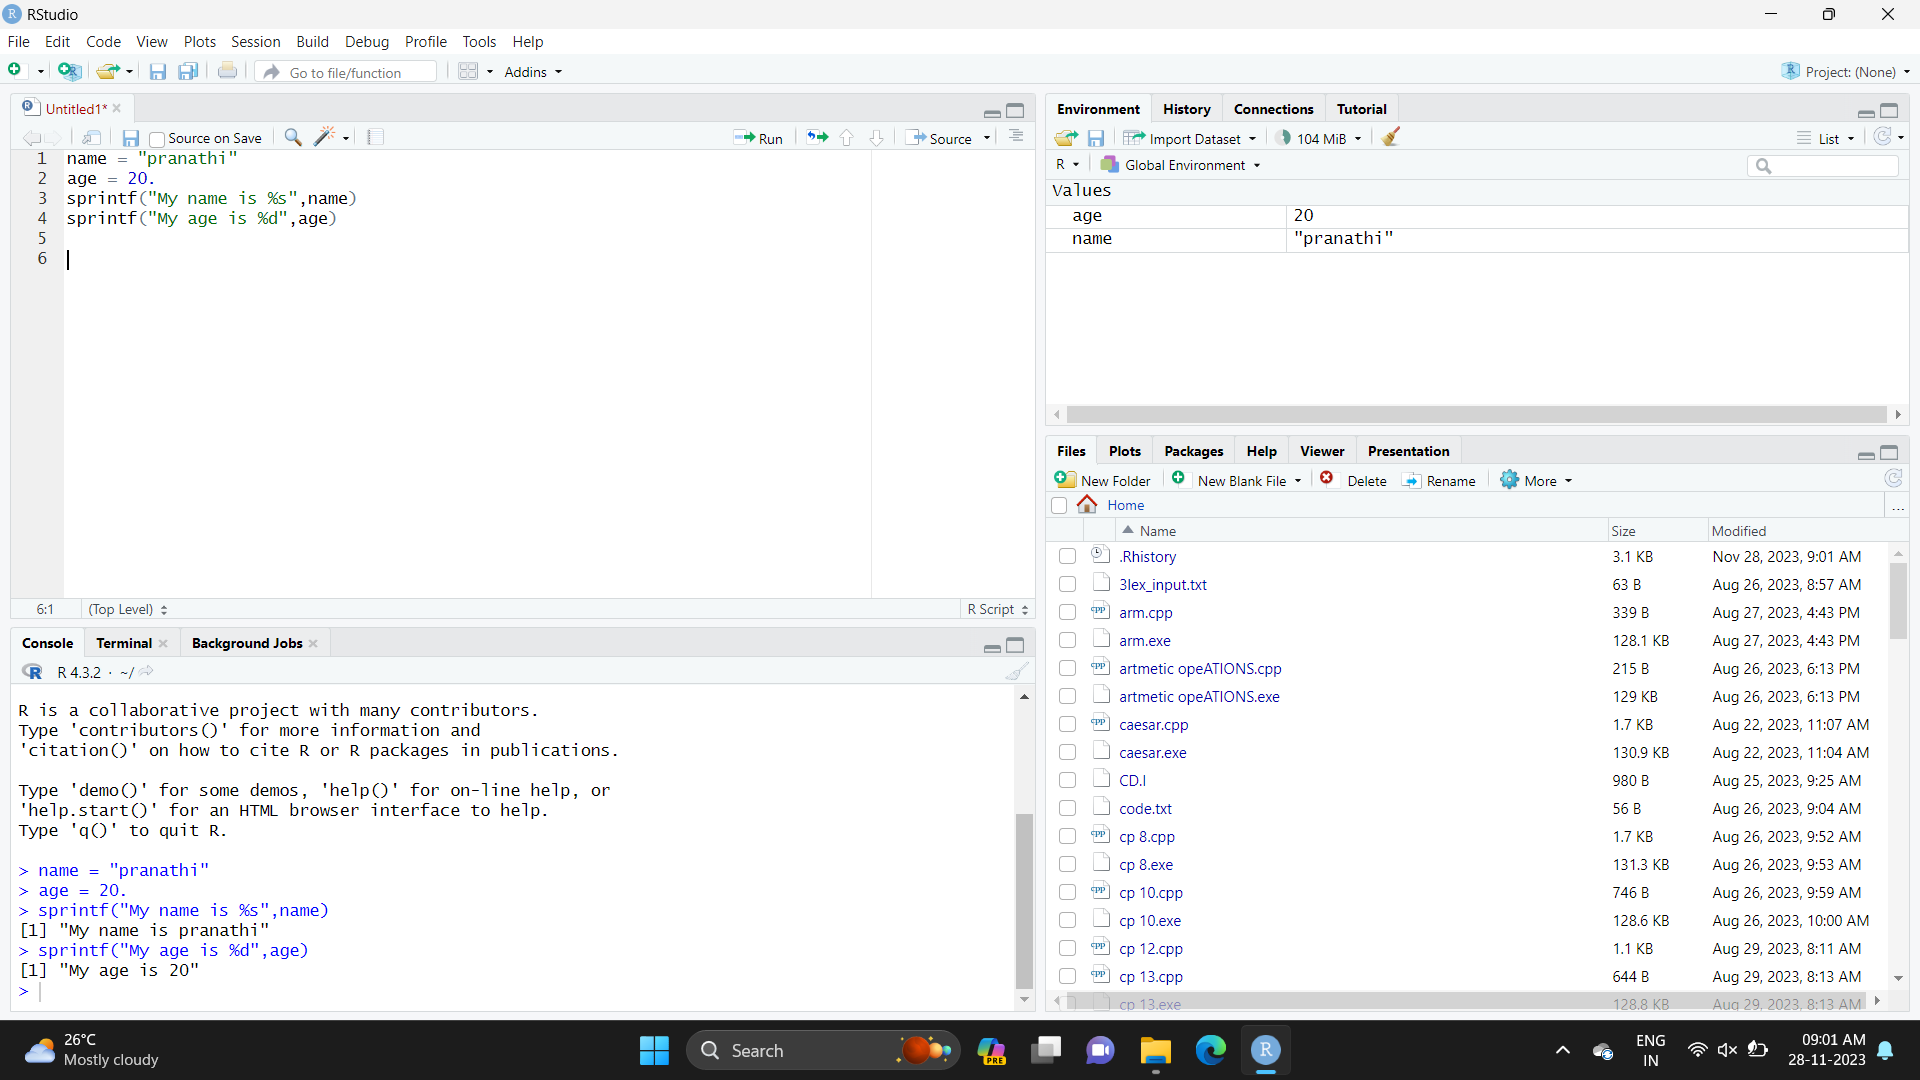 RStudio
File Edit Code View Plots Session Build Debug Profile Tools Help
Go to file/function Addins Project: (None)
Untitled1*
Source on Save Run Source
1 name = "pranathi"
2 age = 20.
3 sprintf("My name is %s",name)
4 sprintf("My age is %d",age)
5
6
6:1 (Top Level) R Script
Console Terminal Background Jobs
R 4.3.2 · ~/
R is a collaborative project with many contributors.
Type 'contributors()' for more information and
'citation()' on how to cite R or R packages in publications.
Type 'demo()' for some demos, 'help()' for on-line help, or
'help.start()' for an HTML browser interface to help.
Type 'q()' to quit R.
> name = "pranathi"
> age = 20.
> sprintf("My name is %s",name)
[1] "My name is pranathi"
> sprintf("My age is %d",age)
[1] "My age is 20"
>
Environment History Connections Tutorial
Import Dataset 104 MiB List
R Global Environment
Values
age 20
name "pranathi"
Files Plots Packages Help Viewer Presentation
New Folder New Blank File Delete Rename More
Home ...
Name Size Modified
.Rhistory 3.1 KB Nov 28, 2023, 9:01 AM
3lex_input.txt 63 B Aug 26, 2023, 8:57 AM
arm.cpp 339 B Aug 27, 2023, 4:43 PM
arm.exe 128.1 KB Aug 27, 2023, 4:43 PM
artmetic opeATIONS.cpp 215 B Aug 26, 2023, 6:13 PM
artmetic opeATIONS.exe 129 KB Aug 26, 2023, 6:13 PM
caesar.cpp 1.7 KB Aug 22, 2023, 11:07 AM
caesar.exe 130.9 KB Aug 22, 2023, 11:04 AM
CD.l 980 B Aug 25, 2023, 9:25 AM
code.txt 56 B Aug 26, 2023, 9:04 AM
cp 8.cpp 1.7 KB Aug 26, 2023, 9:52 AM
cp 8.exe 131.3 KB Aug 26, 2023, 9:53 AM
cp 10.cpp 746 B Aug 26, 2023, 9:59 AM
cp 10.exe 128.6 KB Aug 26, 2023, 10:00 AM
cp 12.cpp 1.1 KB Aug 29, 2023, 8:11 AM
cp 13.cpp 644 B Aug 29, 2023, 8:13 AM
cp 13.exe 128.8 KB Aug 29, 2023, 8:13 AM
26°C
Mostly cloudy
Search
PRE
ENG
IN
09:01 AM
28-11-2023